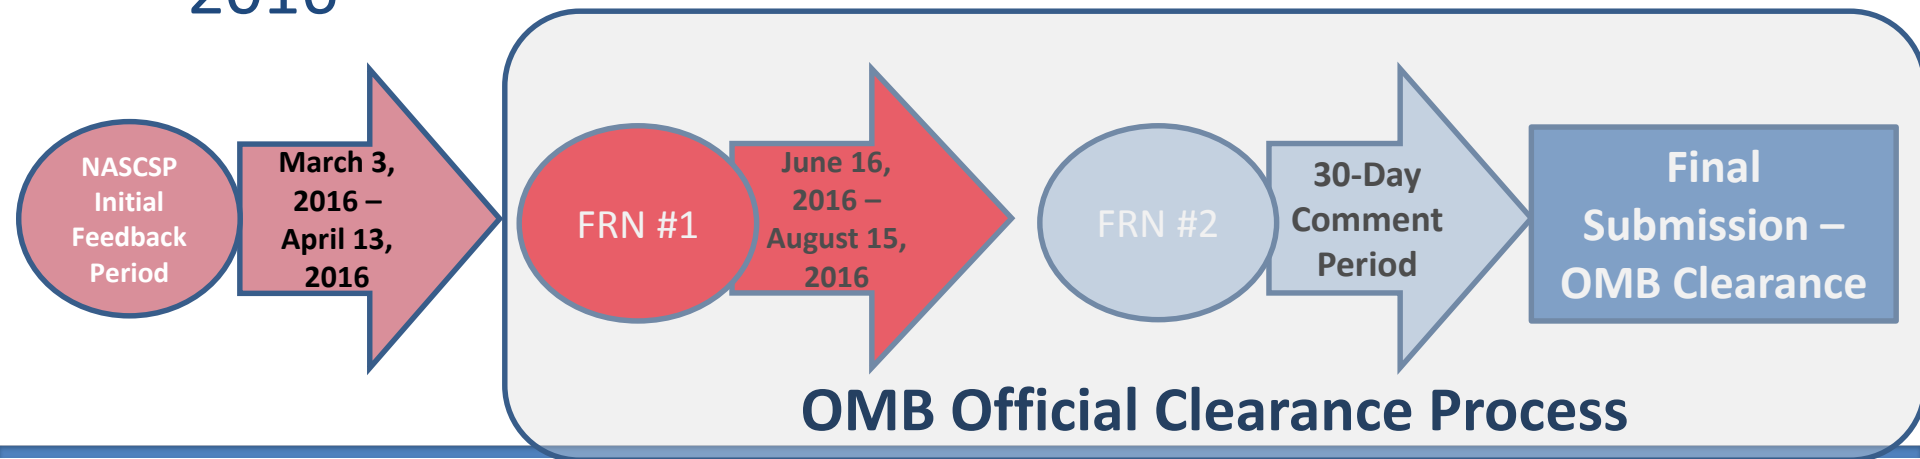 2016
NASCSP
Initial
Feedback
Period
March 3,
2016 –
April 13,
2016
FRN #1
June 16,
2016 –
August 15,
2016
FRN #2
30-Day
Comment
Period
Final
Submission –
OMB Clearance
OMB Official Clearance Process